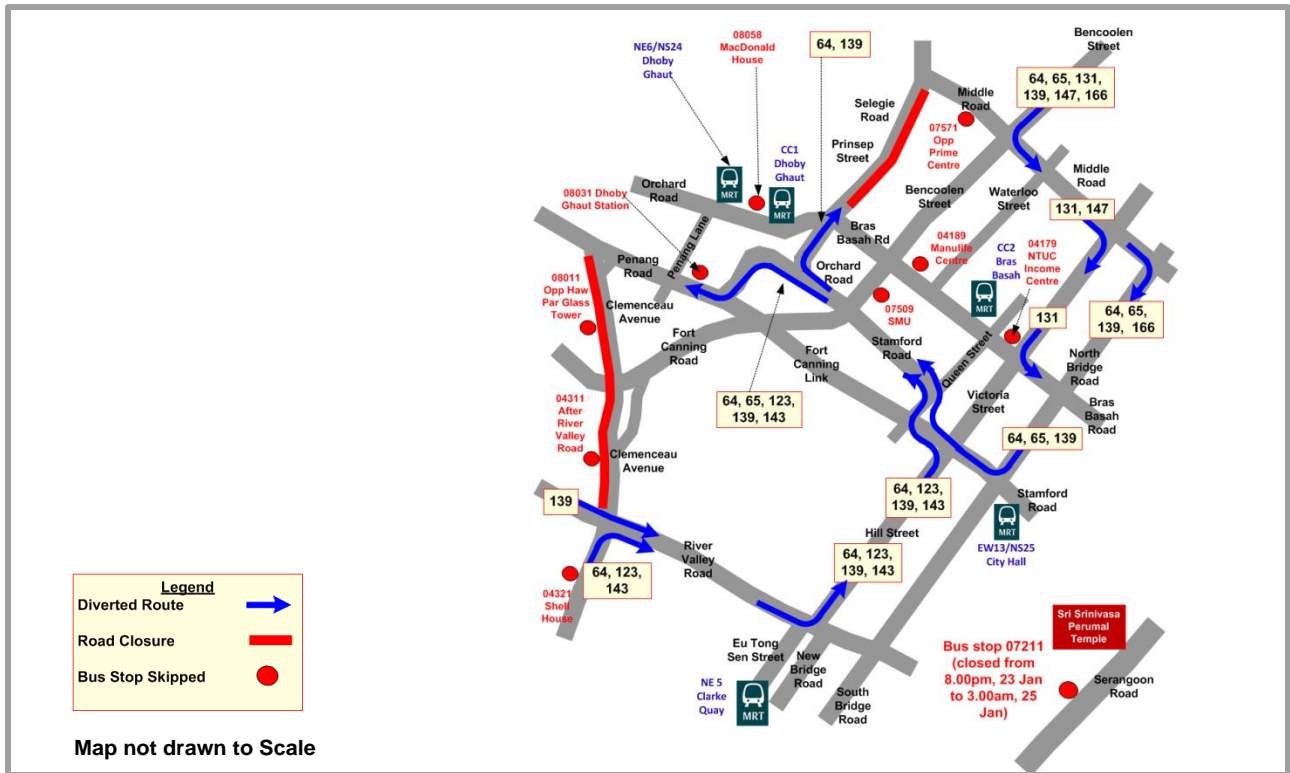 NE6/NS24
Dhoby
Ghaut
08058
MacDonald
House
64, 139
Bencoolen
Street
64, 65, 131,
139, 147, 166
Selegie
Road
Middle
Road
07571
Opp
Prime
Centre
Prinsep
Street
CC1
Dhoby
Ghaut
MRT
MRT
08031 Dhoby
Ghaut Station
Orchard
Road
Bencoolen
Street
Waterloo
Street
Middle
Road
131, 147
Bras
Basah Rd
04189
Manulife
Centre
CC2
Bras
Basah
04179
NTUC
Income
Centre
MRT
Penang Lane
Penang
Road
Orchard
Road
08011
Opp Haw
Par Glass
Tower
Clemenceau
Avenue
07509
SMU
131
64, 65,
139, 166
Fort
Canning
Road
Fort
Canning
Link
Stamford
Road
Queen Street
North
Bridge
Road
Victoria
Street
Bras
Basah
Road
64, 65, 123,
139, 143
04311
After
River
Valley
Road
Clemenceau
Avenue
64, 65, 139
64, 123,
139, 143
Stamford
Road
MRT
EW13/NS25
City Hall
139
Hill Street
River
Valley
Road
64, 123,
139, 143
64, 123,
143
04321
Shell
House
Eu Tong
Sen Street
New
Bridge
Road
South
Bridge
Road
NE 5
Clarke
Quay
MRT
Sri Srinivasa
Perumal
Temple
Bus stop 07211
(closed from
8.00pm, 23 Jan
to 3.00am, 25
Jan)
Serangoon
Road
Legend
Diverted Route
Road Closure
Bus Stop Skipped
Map not drawn to Scale